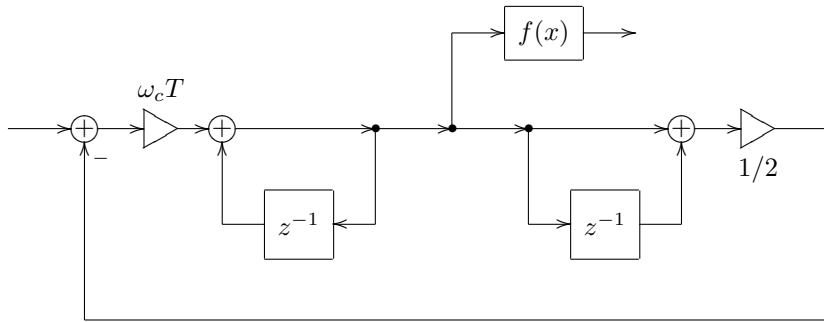 f(x)
ω_cT
+
+
+
−
1/2
z⁻¹
z⁻¹